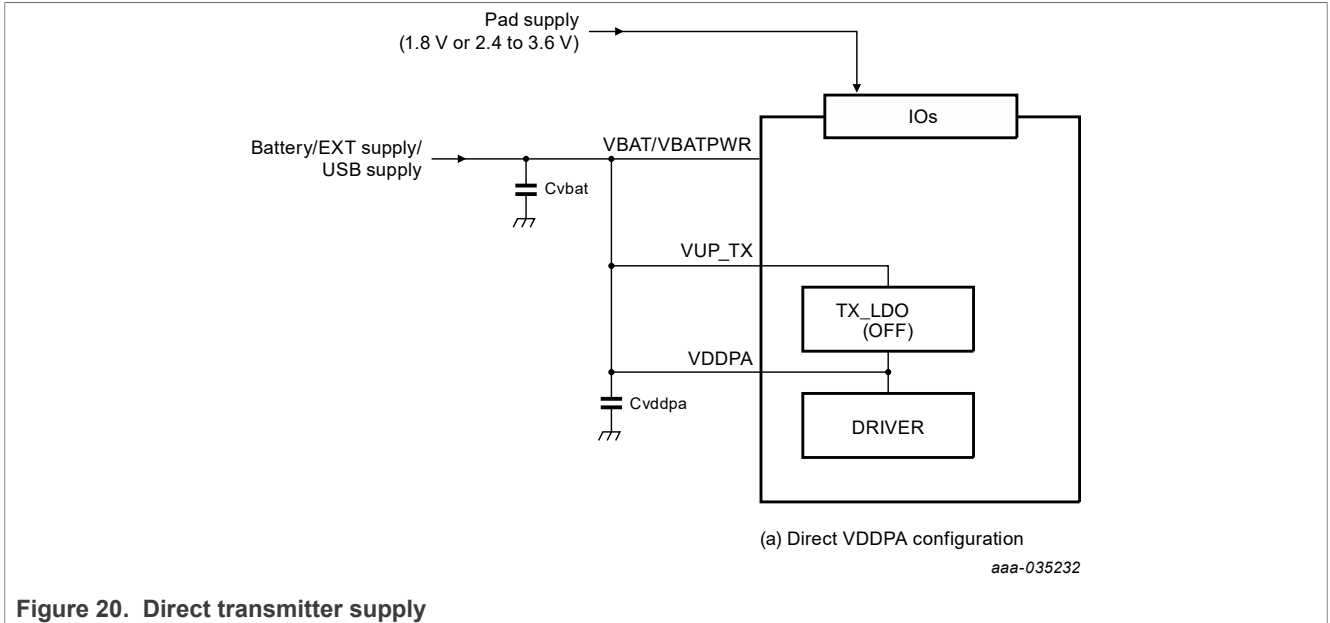 Pad supply
(1.8 V or 2.4 to 3.6 V)
IOs
Battery/EXT supply/
USB supply
VBAT/VBATPWR
Cvbat
VUP_TX
TX_LDO
(OFF)
VDDPA
Cvddpa
DRIVER
(a) Direct VDDPA configuration
aaa-035232
Figure 20. Direct transmitter supply